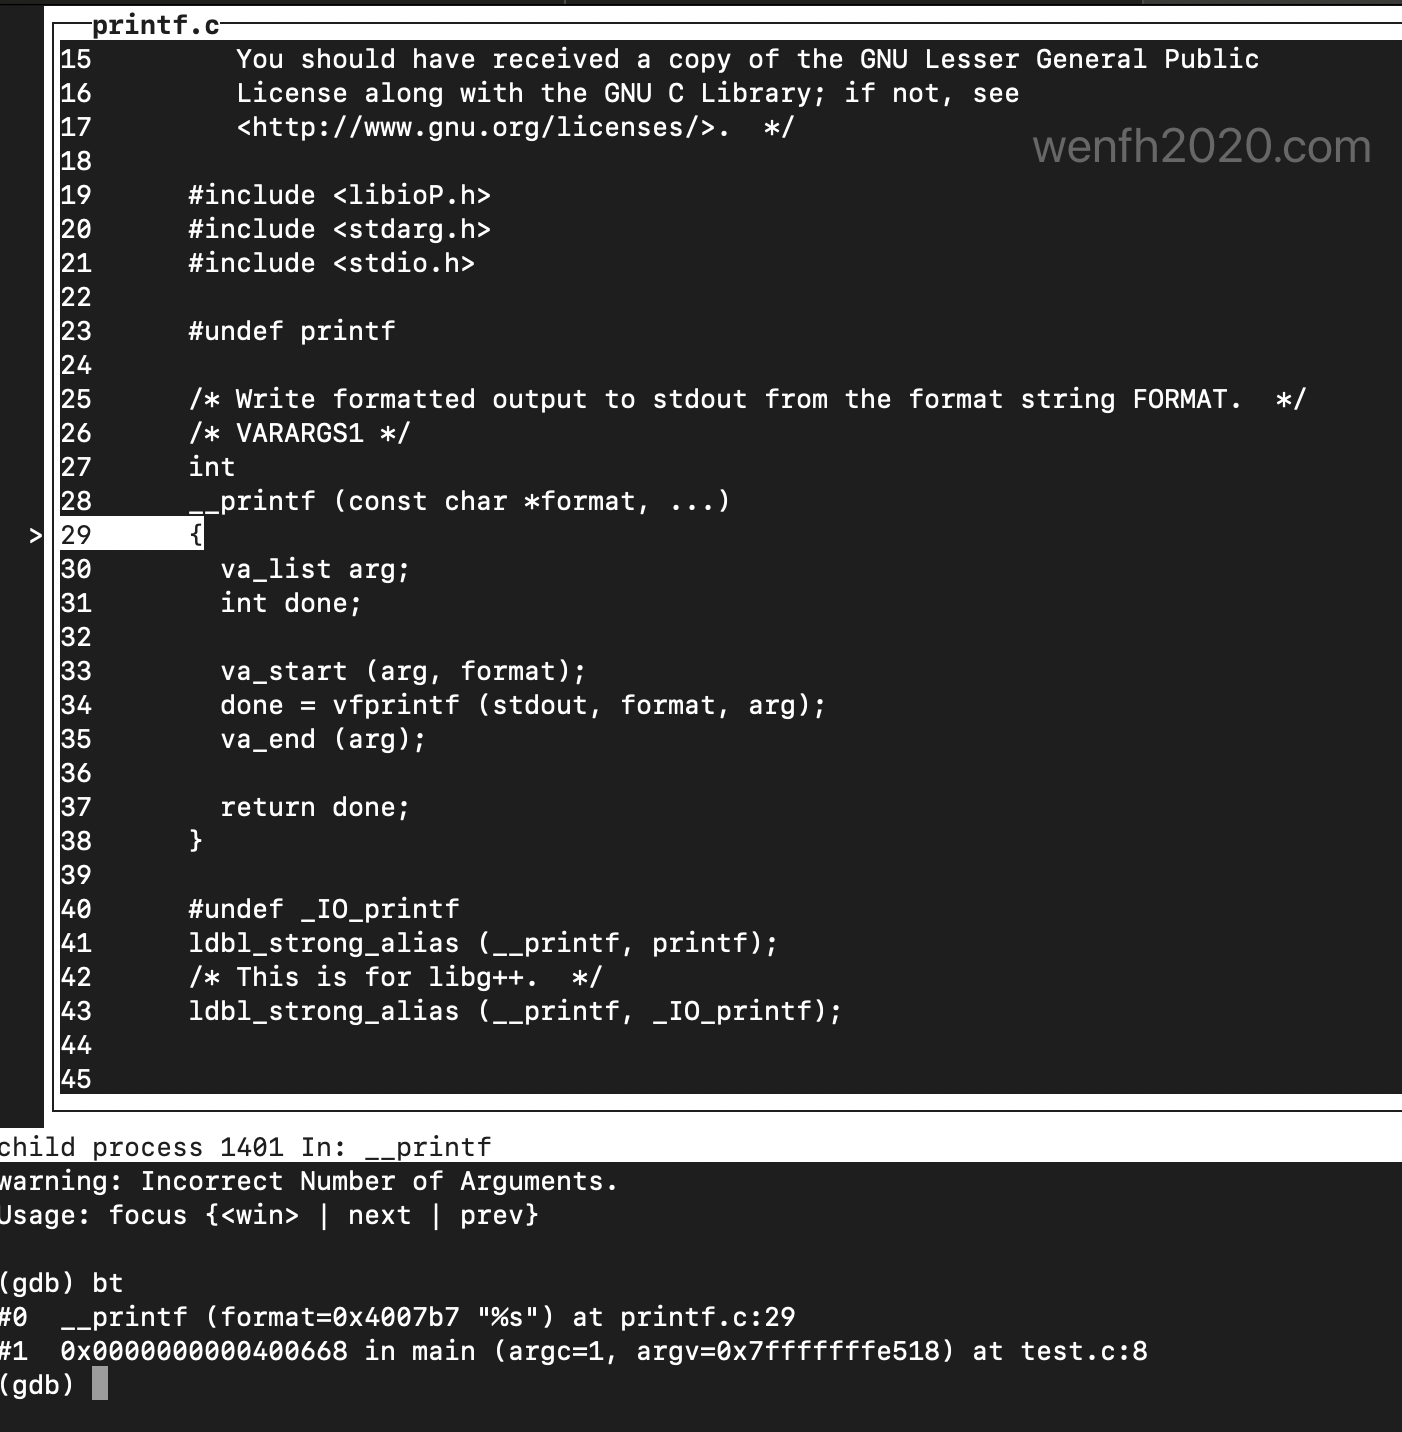 printf.c
15 You should have received a copy of the GNU Lesser General Public
16 License along with the GNU C Library; if not, see
17 <http://www.gnu.org/licenses/>.  */
wenfh2020.com
18
19 #include <libioP.h>
20 #include <stdarg.h>
21 #include <stdio.h>
22
23 #undef printf
24
25 /* Write formatted output to stdout from the format string FORMAT.  */
26 /* VARARGS1 */
27 int
28 __printf (const char *format, ...)
> 29 {
30   va_list arg;
31   int done;
32
33   va_start (arg, format);
34   done = vfprintf (stdout, format, arg);
35   va_end (arg);
36
37   return done;
38 }
39
40 #undef _IO_printf
41 ldbl_strong_alias (__printf, printf);
42 /* This is for libg++.  */
43 ldbl_strong_alias (__printf, _IO_printf);
44
45
child process 1401 In: __printf
warning: Incorrect Number of Arguments.
Usage: focus {<win> | next | prev}
(gdb) bt
#0  __printf (format=0x4007b7 "%s") at printf.c:29
#1  0x0000000000400668 in main (argc=1, argv=0x7fffffffe518) at test.c:8
(gdb)